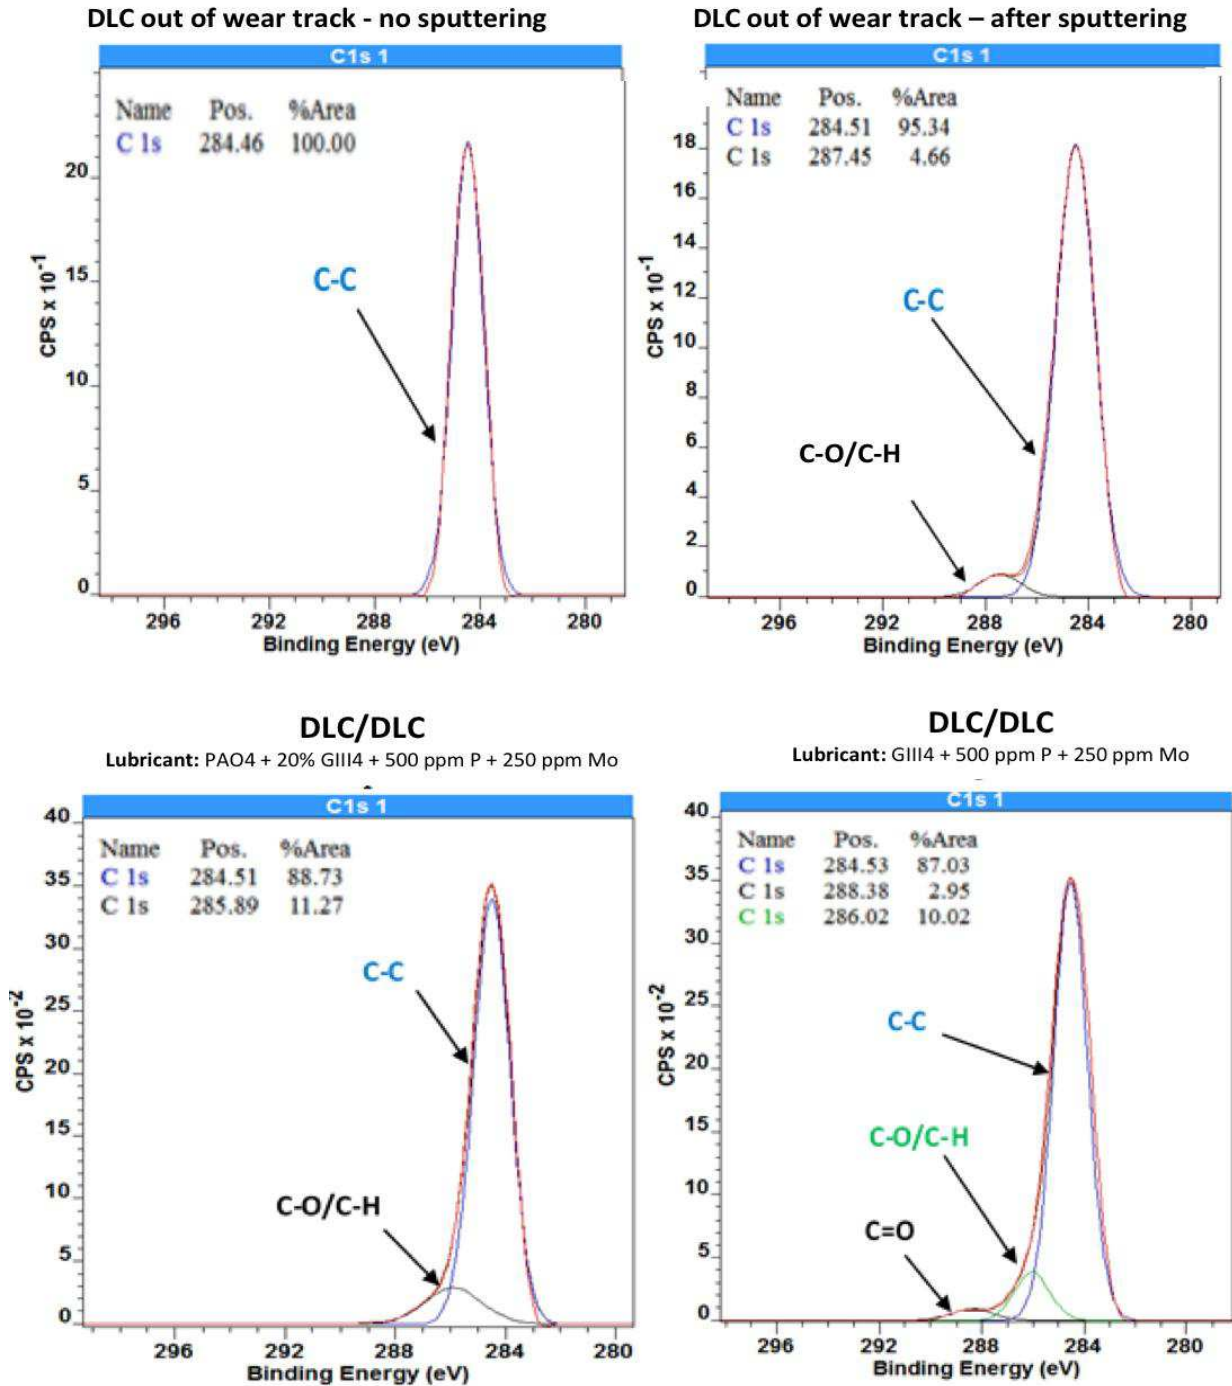 DLC out of wear track - no sputtering
C1s 1
Name Pos. %Area
C 1s 284.46 100.00
20
15
10
5
0
CPS x 10⁻¹
C-C
296 292 288 284 280
Binding Energy (eV)
DLC out of wear track – after sputtering
C1s 1
Name Pos. %Area
C 1s 284.51 95.34
C 1s 287.45 4.66
18
16
14
12
10
8
6
4
2
0
CPS x 10⁻¹
C-C
C-O/C-H
296 292 288 284 280
Binding Energy (eV)
DLC/DLC
Lubricant: PAO4 + 20% GIII4 + 500 ppm P + 250 ppm Mo
C1s 1
40
Name Pos. %Area
C 1s 284.51 88.73
C 1s 285.89 11.27
35
30
25
20
15
10
5
0
CPS x 10⁻²
C-C
C-O/C-H
296 292 288 284 280
Binding Energy (eV)
DLC/DLC
Lubricant: GIII4 + 500 ppm P + 250 ppm Mo
C1s 1
40
Name Pos. %Area
C 1s 284.53 87.03
C 1s 288.38 2.95
C 1s 286.02 10.02
35
30
25
20
15
10
5
0
CPS x 10⁻²
C-C
C-O/C-H
C=O
296 292 288 284 280
Binding Energy (eV)